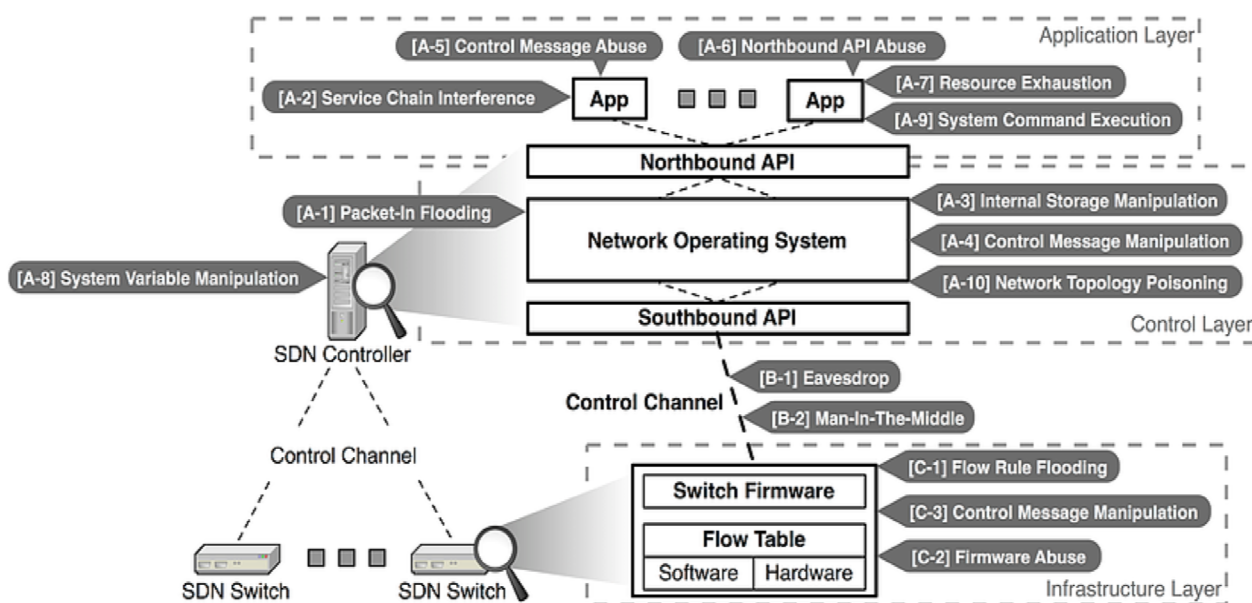 Application Layer
[A-5] Control Message Abuse
[A-6] Northbound API Abuse
[A-2] Service Chain Interference
App
App
[A-7] Resource Exhaustion
[A-9] System Command Execution
Northbound API
[A-1] Packet-In Flooding
[A-3] Internal Storage Manipulation
Network Operating System
[A-4] Control Message Manipulation
[A-8] System Variable Manipulation
[A-10] Network Topology Poisoning
Southbound API
Control Layer
SDN Controller
[B-1] Eavesdrop
Control Channel
[B-2] Man-In-The-Middle
Control Channel
[C-1] Flow Rule Flooding
Switch Firmware
[C-3] Control Message Manipulation
Flow Table
[C-2] Firmware Abuse
Software
Hardware
SDN Switch
SDN Switch
Infrastructure Layer